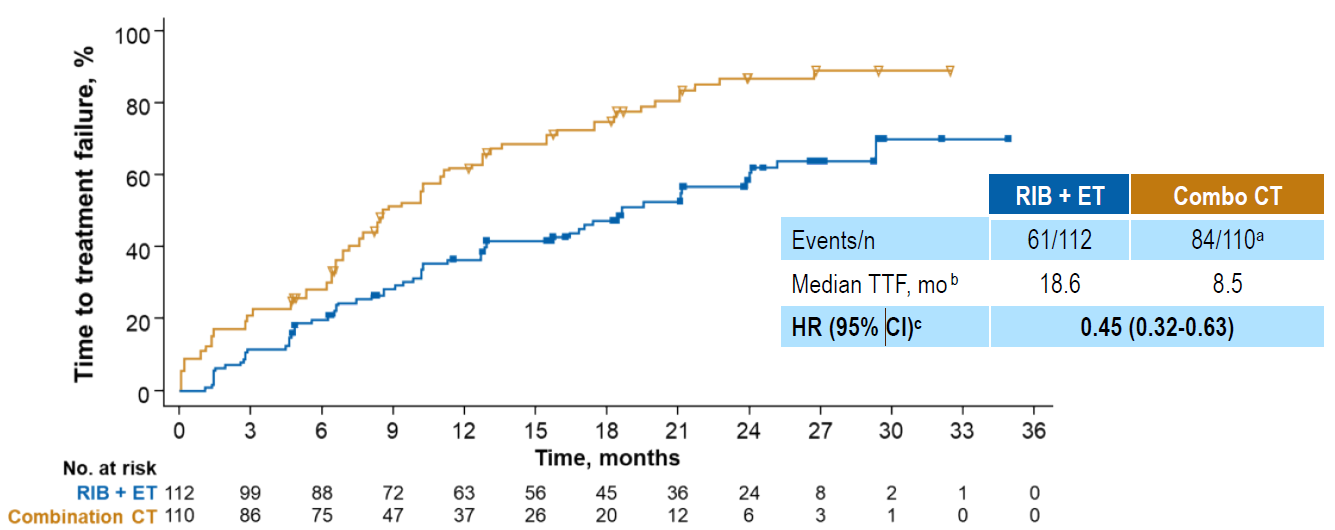 Time to treatment failure, %
100
80
60
40
20
0
RIB + ET Combo CT
Events/n 61/112 84/110ᵃ
Median TTF, mo ᵇ 18.6 8.5
HR (95% CI)ᶜ 0.45 (0.32-0.63)
0 3 6 9 12 15 18 21 24 27 30 33 36
Time, months
No. at risk
RIB + ET 112 99 88 72 63 56 45 36 24 8 2 1 0
Combination CT 110 86 75 47 37 26 20 12 6 3 1 0 0